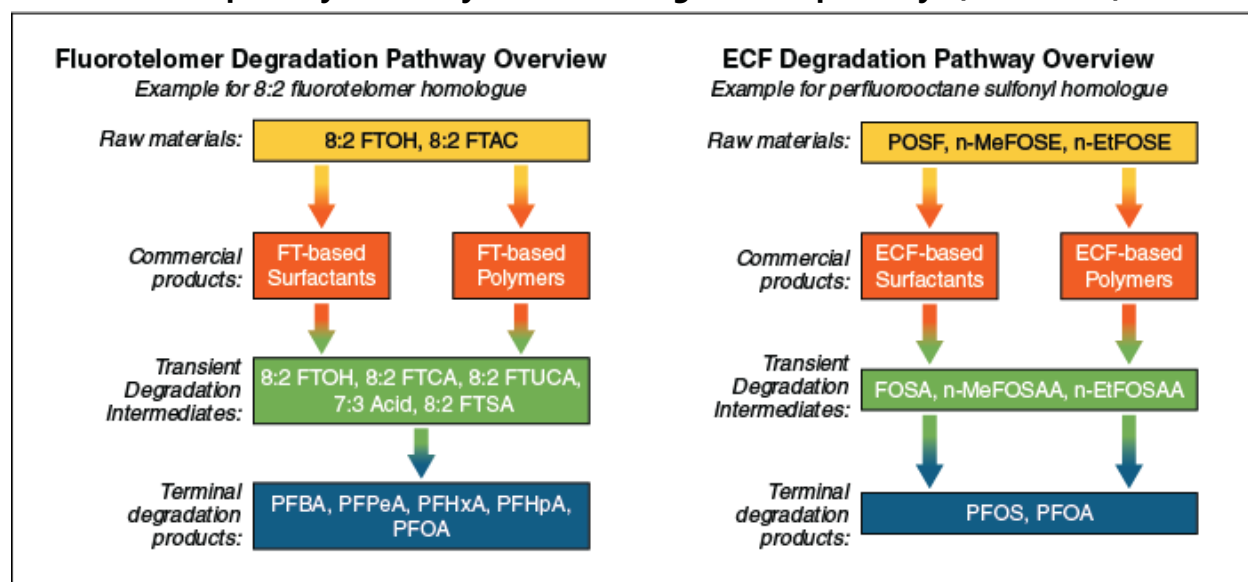 Fluorotelomer Degradation Pathway Overview
Example for 8:2 fluorotelomer homologue
Raw materials:
8:2 FTOH, 8:2 FTAC
Commercial
products:
FT-based
Surfactants
FT-based
Polymers
Transient
Degradation
Intermediates:
8:2 FTOH, 8:2 FTCA, 8:2 FTUCA,
7:3 Acid, 8:2 FTSA
Terminal
degradation
products:
PFBA, PFPeA, PFHxA, PFHpA,
PFOA
ECF Degradation Pathway Overview
Example for perfluorooctane sulfonyl homologue
Raw materials:
POSF, n-MeFOSE, n-EtFOSE
Commercial
products:
ECF-based
Surfactants
ECF-based
Polymers
Transient
Degradation
Intermediates:
FOSA, n-MeFOSAA, n-EtFOSAA
Terminal
degradation
products:
PFOS, PFOA